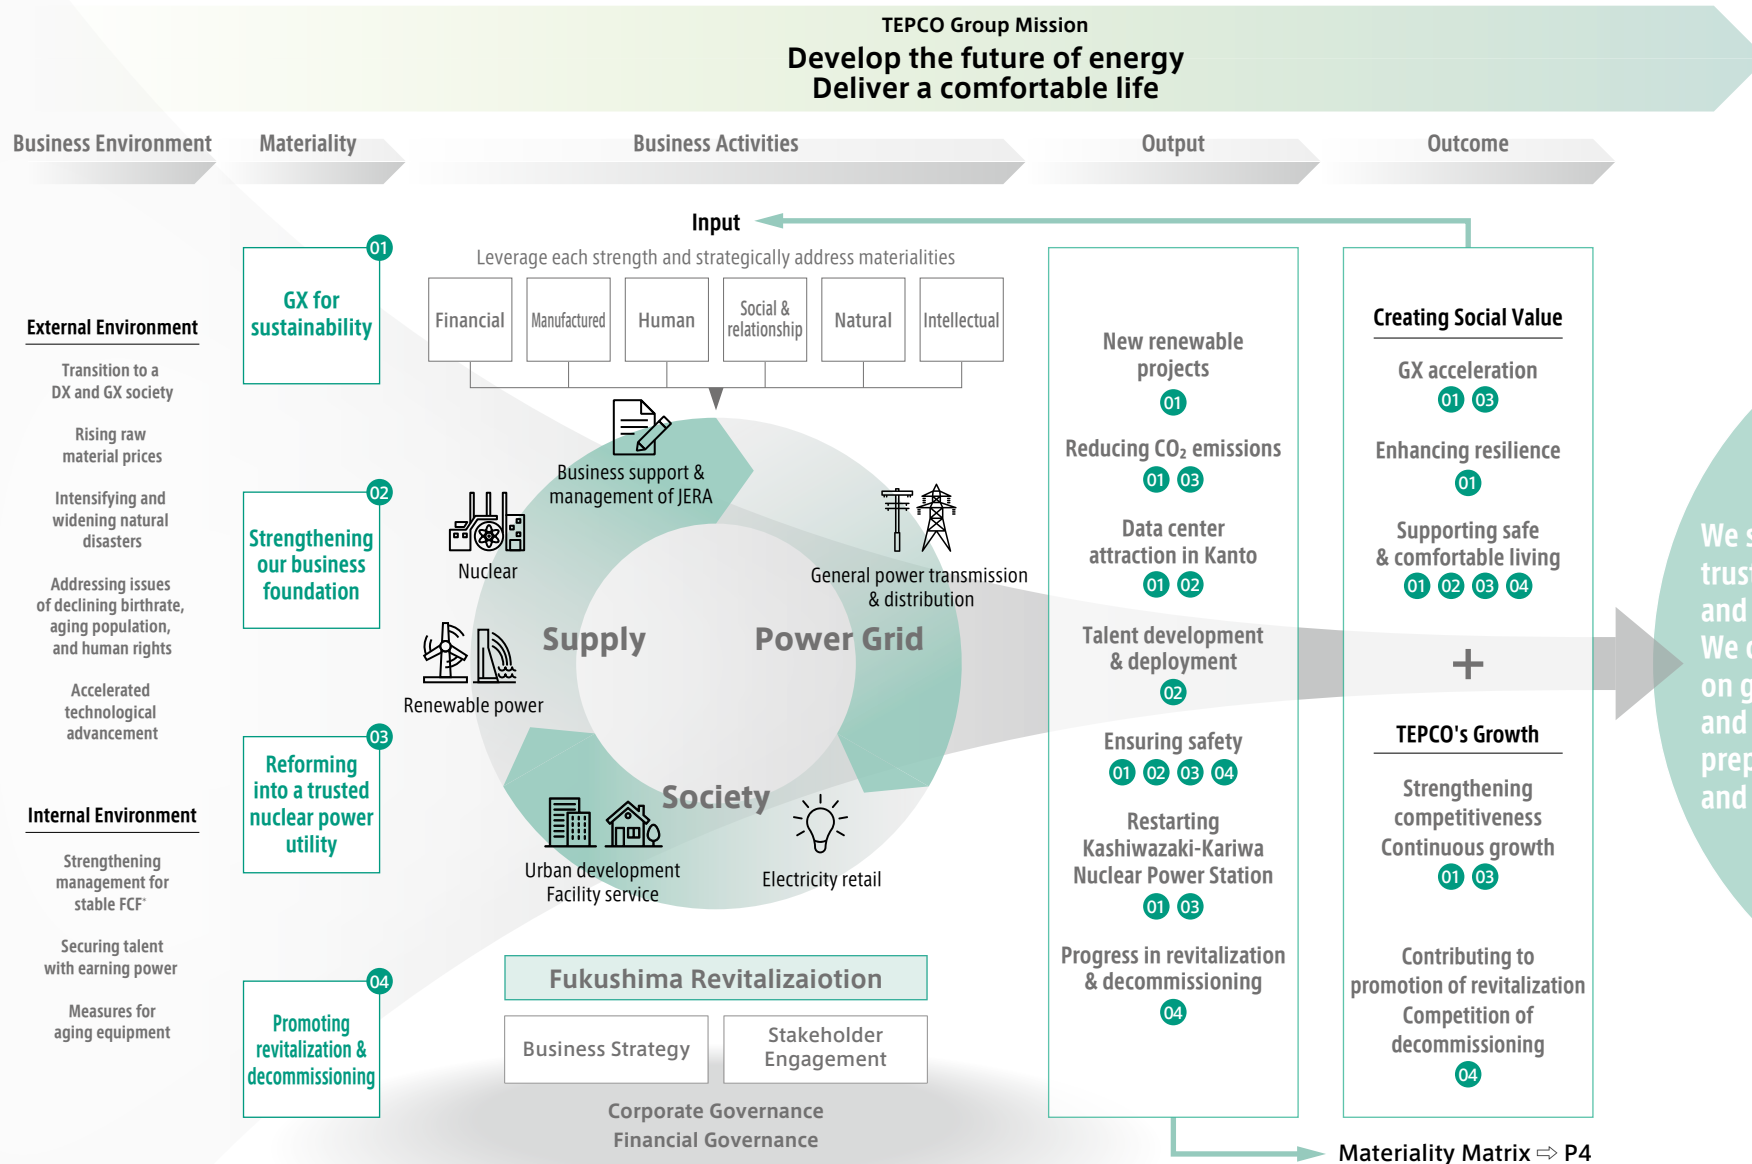 TEPCO Group Mission
Develop the future of energy
Deliver a comfortable life
Business Environment
Materiality
Business Activities
Output
Outcome
External Environment
Transition to a
DX and GX society
Rising raw
material prices
Intensifying and
widening natural
disasters
Addressing issues
of declining birthrate,
aging population,
and human rights
Accelerated
technological
advancement
Internal Environment
Strengthening
management for
stable FCF*
Securing talent
with earning power
Measures for
aging equipment
01
GX for
sustainability
02
Strengthening
our business
foundation
03
Reforming
into a trusted
nuclear power
utility
04
Promoting
revitalization &
decommissioning
Input
Leverage each strength and strategically address materialities
Financial
Manufactured
Human
Social &
relationship
Natural
Intellectual
Business support &
management of JERA
Nuclear
General power transmission
& distribution
Supply
Power Grid
Renewable power
Society
Urban development
Facility service
Electricity retail
Fukushima Revitalizaiotion
Business Strategy
Stakeholder
Engagement
Corporate Governance
Financial Governance
New renewable
projects
01
Reducing CO₂ emissions
01 03
Data center
attraction in Kanto
01 02
Talent development
& deployment
02
Ensuring safety
01 02 03 04
Restarting
Kashiwazaki-Kariwa
Nuclear Power Station
01 03
Progress in revitalization
& decommissioning
04
Creating Social Value
GX acceleration
01 03
Enhancing resilience
01
Supporting safe
& comfortable living
01 02 03 04
+
TEPCO's Growth
Strengthening
competitiveness
Continuous growth
01 03
Contributing to
promotion of revitalization
Competition of
decommissioning
04
Materiality Matrix ⇨ P4
We
and
We
on
and
and